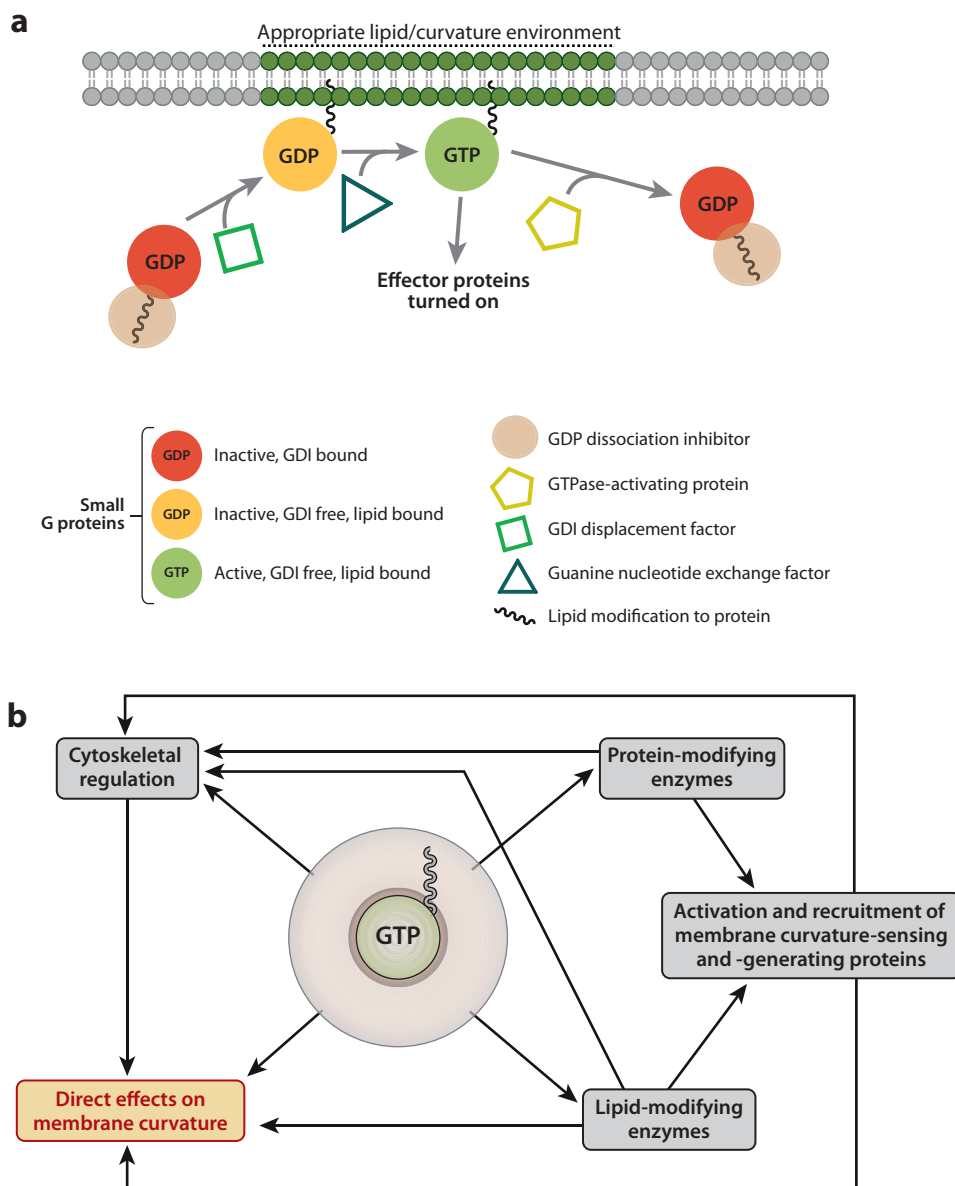 a
Appropriate lipid/curvature environment
GDP
GTP
GDP
GDP
Effector proteins
turned on
Small
G proteins
GDP
Inactive, GDI bound
GDP
Inactive, GDI free, lipid bound
GTP
Active, GDI free, lipid bound
GDP dissociation inhibitor
GTPase-activating protein
GDI displacement factor
Guanine nucleotide exchange factor
Lipid modification to protein
b
Cytoskeletal
regulation
Protein-modifying
enzymes
GTP
Activation and recruitment of
membrane curvature-sensing
and -generating proteins
Direct effects on
membrane curvature
Lipid-modifying
enzymes